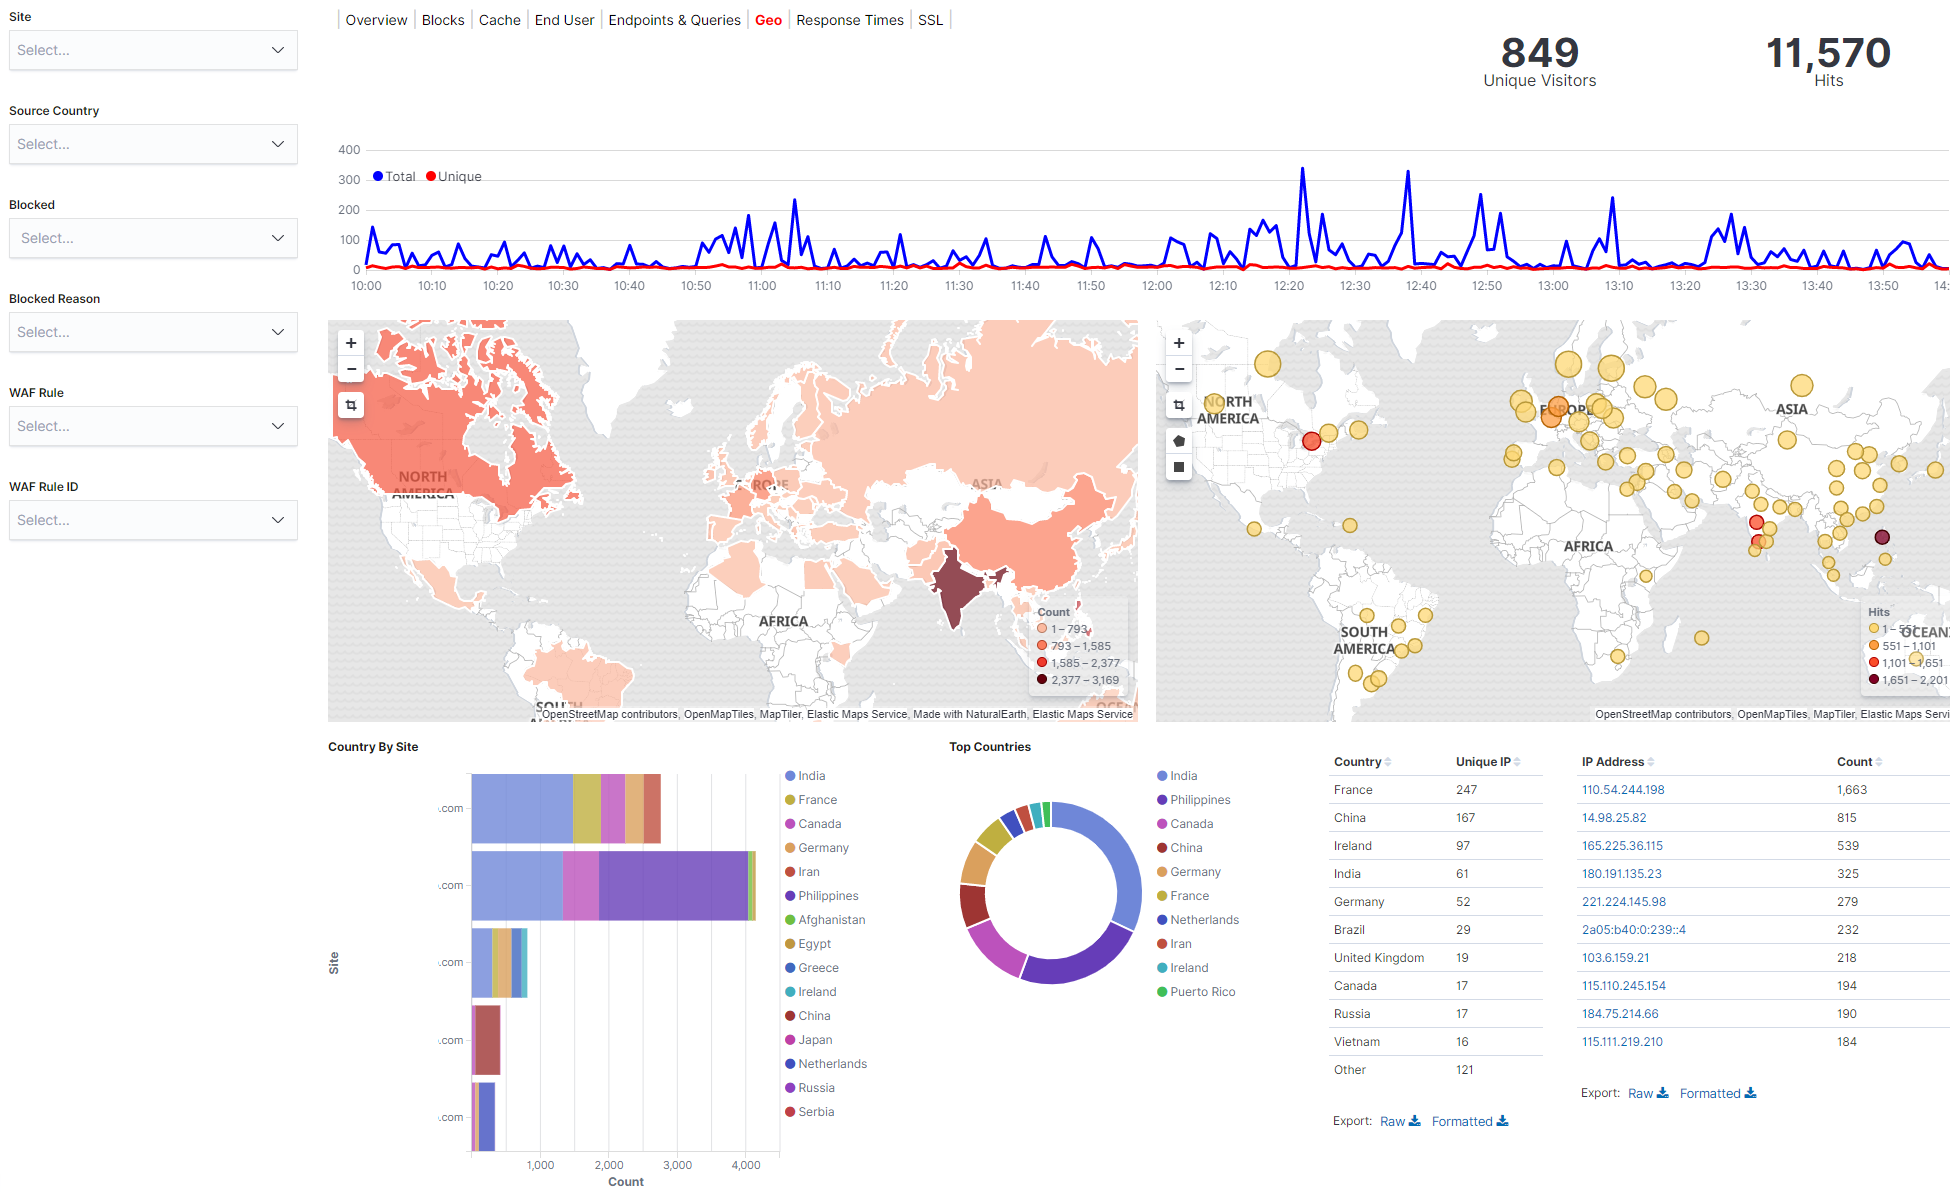 Site
Select...
Source Country
Select...
Blocked
Select...
Blocked Reason
Select...
WAF Rule
Select...
WAF Rule ID
Select...
Overview Blocks Cache End User Endpoints & Queries Geo Response Times SSL
849
Unique Visitors
11,570
Hits
400
300
200
100
0
Total Unique
10:00 10:10 10:20 10:30 10:40 10:50 11:00 11:10 11:20 11:30 11:40 11:50 12:00 12:10 12:20 12:30 12:40 12:50 13:00 13:10 13:20 13:30 13:40 13:50 14:
+
−
NORTH
AMERICA
ASIA
AFRICA
Count
1 – 793
793 – 1,585
1,585 – 2,377
2,377 – 3,169
OpenStreetMap contributors, OpenMapTiles, MapTiler, Elastic Maps Service, Made with NaturalEarth, Elastic Maps Service
+
−
NORTH
AMERICA
EUROPE
ASIA
AFRICA
SOUTH
AMERICA
Hits
1 – 551
551 – 1,101
1,101 – 1,651
1,651 – 2,201
OCEANI
OpenStreetMap contributors, OpenMapTiles, MapTiler, Elastic Maps Servi
Country By Site
Site
.com
.com
.com
.com
.com
1,000 2,000 3,000 4,000
Count
India
France
Canada
Germany
Iran
Philippines
Afghanistan
Egypt
Greece
Ireland
China
Japan
Netherlands
Russia
Serbia
Top Countries
India
Philippines
Canada
China
Germany
France
Netherlands
Iran
Ireland
Puerto Rico
Country Unique IP
France 247
China 167
Ireland 97
India 61
Germany 52
Brazil 29
United Kingdom 19
Canada 17
Russia 17
Vietnam 16
Other 121
Export: Raw Formatted
IP Address Count
110.54.244.198 1,663
14.98.25.82 815
165.225.36.115 539
180.191.135.23 325
221.224.145.98 279
2a05:b40:0:239::4 232
103.6.159.21 218
115.110.245.154 194
184.75.214.66 190
115.111.219.210 184
Export: Raw Formatted